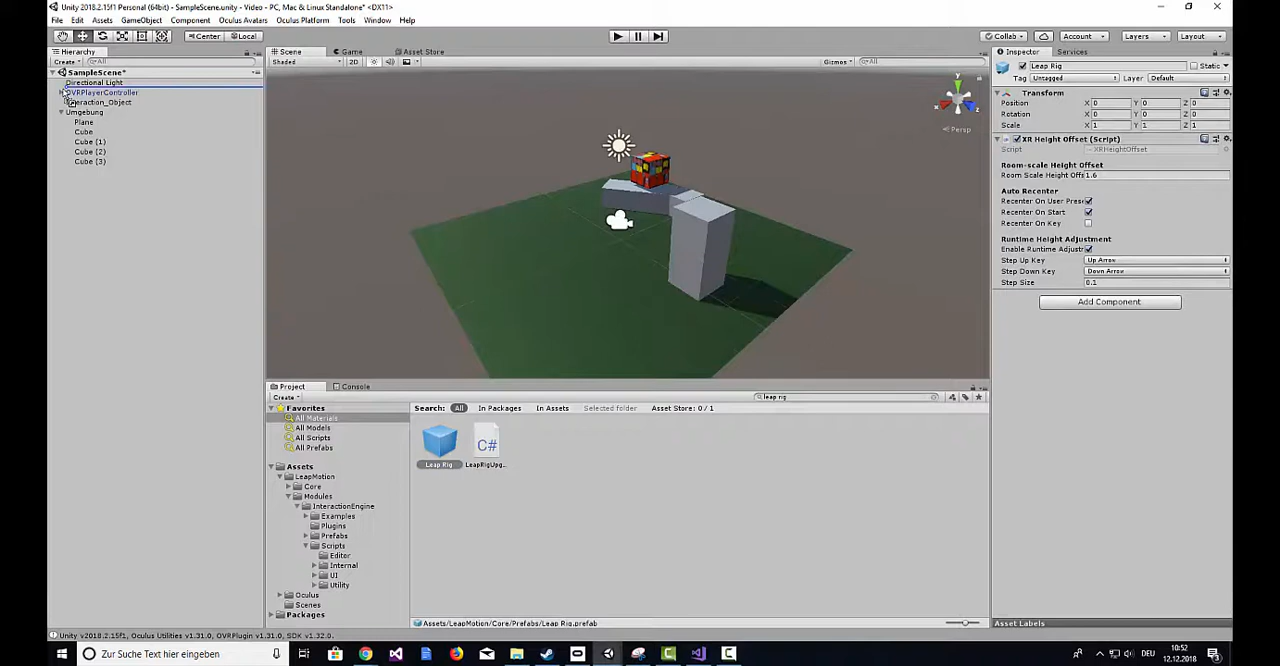 Unity 2018.2.15f1 Personal (64bit) - SampleScene.unity - Video - PC, Mac & Linux Standalone* <DX11>
File Edit Assets GameObject Component Oculus Avatars Oculus Platform Tools Window Help
Center Local Collab Account Layers Layout
Hierarchy Scene Game Asset Store Inspector Services
Create All Shaded 2D Gizmos All Leap Rig Static
SampleScene* Tag Untagged Layer Default
Directional Light
OVRPlayerController Transform
Interaction_Object Position X 0 Y 0 Z 0
Umgebung Rotation X 0 Y 0 Z 0
Plane Scale X 1 Y 1 Z 1
Cube
Cube (1) XR Height Offset (Script)
Cube (2) Script XRHeightOffset
Cube (3)
y x z
Persp
Room-scale Height Offset
Room Scale Height Offs 1.6
Auto Recenter
Recenter On User Pres
Recenter On Start
Recenter On Key
Runtime Height Adjustment
Enable Runtime Adjustr
Step Up Key Up Arrow
Step Down Key Down Arrow
Step Size 0.1
Add Component
Project Console
Create leap rig
Favorites Search: All In Packages In Assets Selected folder Asset Store: 0 / 1
All Materials
All Models
All Scripts
All Prefabs
C#
Leap Rig LeapRigUpg...
Assets
LeapMotion
Core
Modules
InteractionEngine
Examples
Plugins
Prefabs
Scripts
Editor
Internal
UI
Utility
Oculus
Scenes
Packages
Assets/LeapMotion/Core/Prefabs/Leap Rig.prefab
Asset Labels
Unity v2018.2.15f1, Oculus Utilities v1.31.0, OVRPlugin v1.31.0, SDK v1.32.0.
Zur Suche Text hier eingeben DEU 10:52
12.12.2018